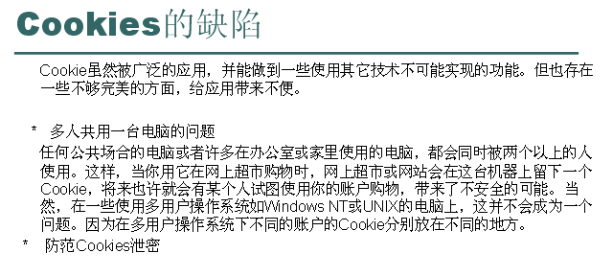 Cookies的缺陷
Cookie虽然被广泛的应用，并能做到一些使用其它技术不可能实现的功能。但也存在
一些不够完美的方面，给应用带来不便。
* 多人共用一台电脑的问题
任何公共场合的电脑或者许多在办公室或家里使用的电脑，都会同时被两个以上的人
使用。这样，当你用它在网上超市购物时，网上超市或网站会在这台机器上留下一个
Cookie，将来也许就会有某个人试图使用你的账户购物，带来了不安全的可能。当
然，在一些使用多用户操作系统如Windows NT或UNIX的电脑上，这并不会成为一个
问题。因为在多用户操作系统下不同的账户的Cookie分别放在不同的地方。
* 防范Cookies泄密